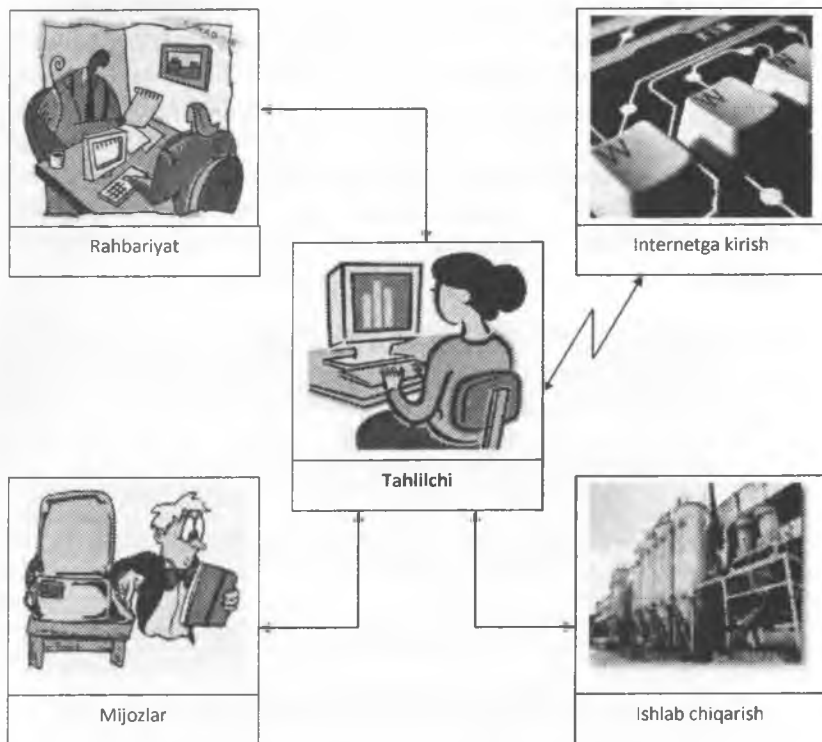 Rahbariyat
Internetga kirish
W
W
Tahlilchi
Mijozlar
Ishlab chiqarish